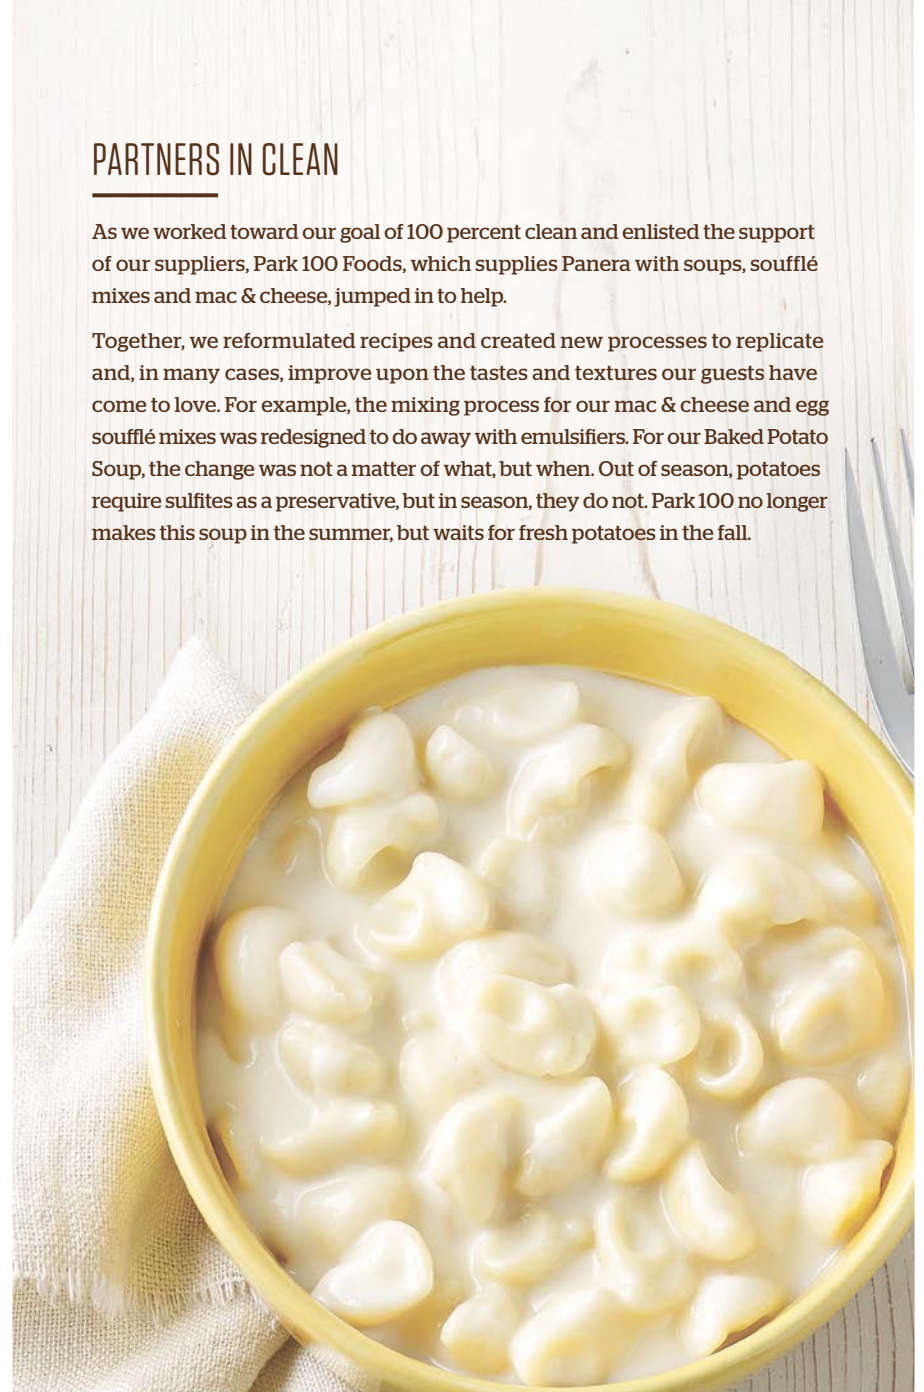 PARTNERS IN CLEAN
As we worked toward our goal of 100 percent clean and enlisted the support
of our suppliers, Park 100 Foods, which supplies Panera with soups, soufflé
mixes and mac & cheese, jumped in to help.
Together, we reformulated recipes and created new processes to replicate
and, in many cases, improve upon the tastes and textures our guests have
come to love. For example, the mixing process for our mac & cheese and egg
soufflé mixes was redesigned to do away with emulsifiers. For our Baked Potato
Soup, the change was not a matter of what, but when. Out of season, potatoes
require sulfites as a preservative, but in season, they do not. Park 100 no longer
makes this soup in the summer, but waits for fresh potatoes in the fall.